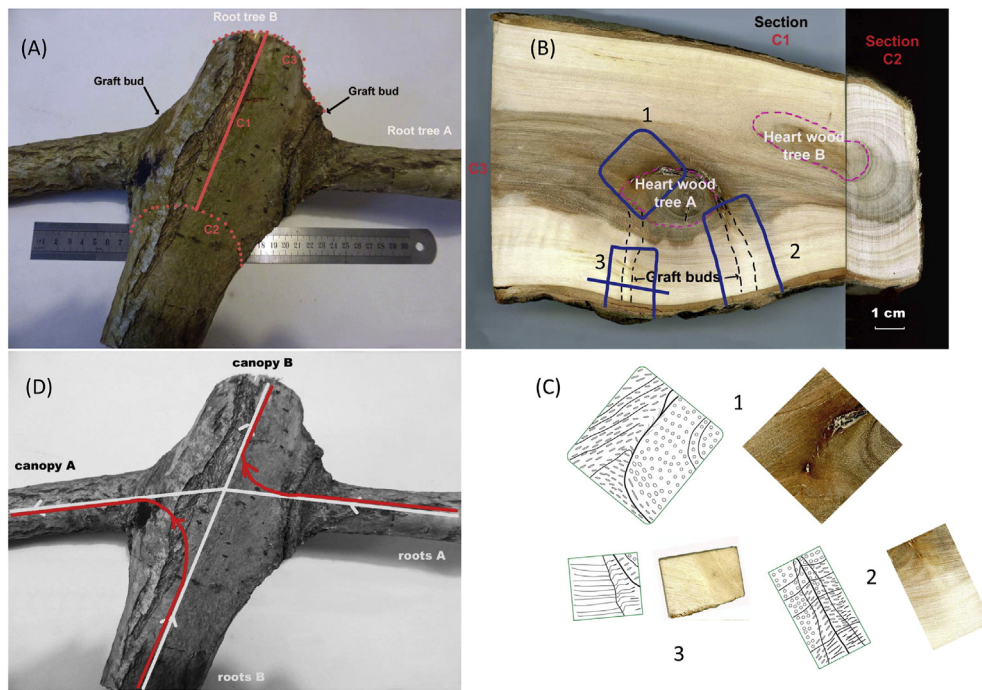 (A)
Root tree B
C3
Graft bud
Graft bud
C1
Root tree A
C2
(B)
Section
C1
Section
C2
1
Heart wood
tree B
C3
Heart wood
tree A
2
3
Graft buds
1 cm
(D)
canopy B
canopy A
roots A
roots B
(C)
1
2
3